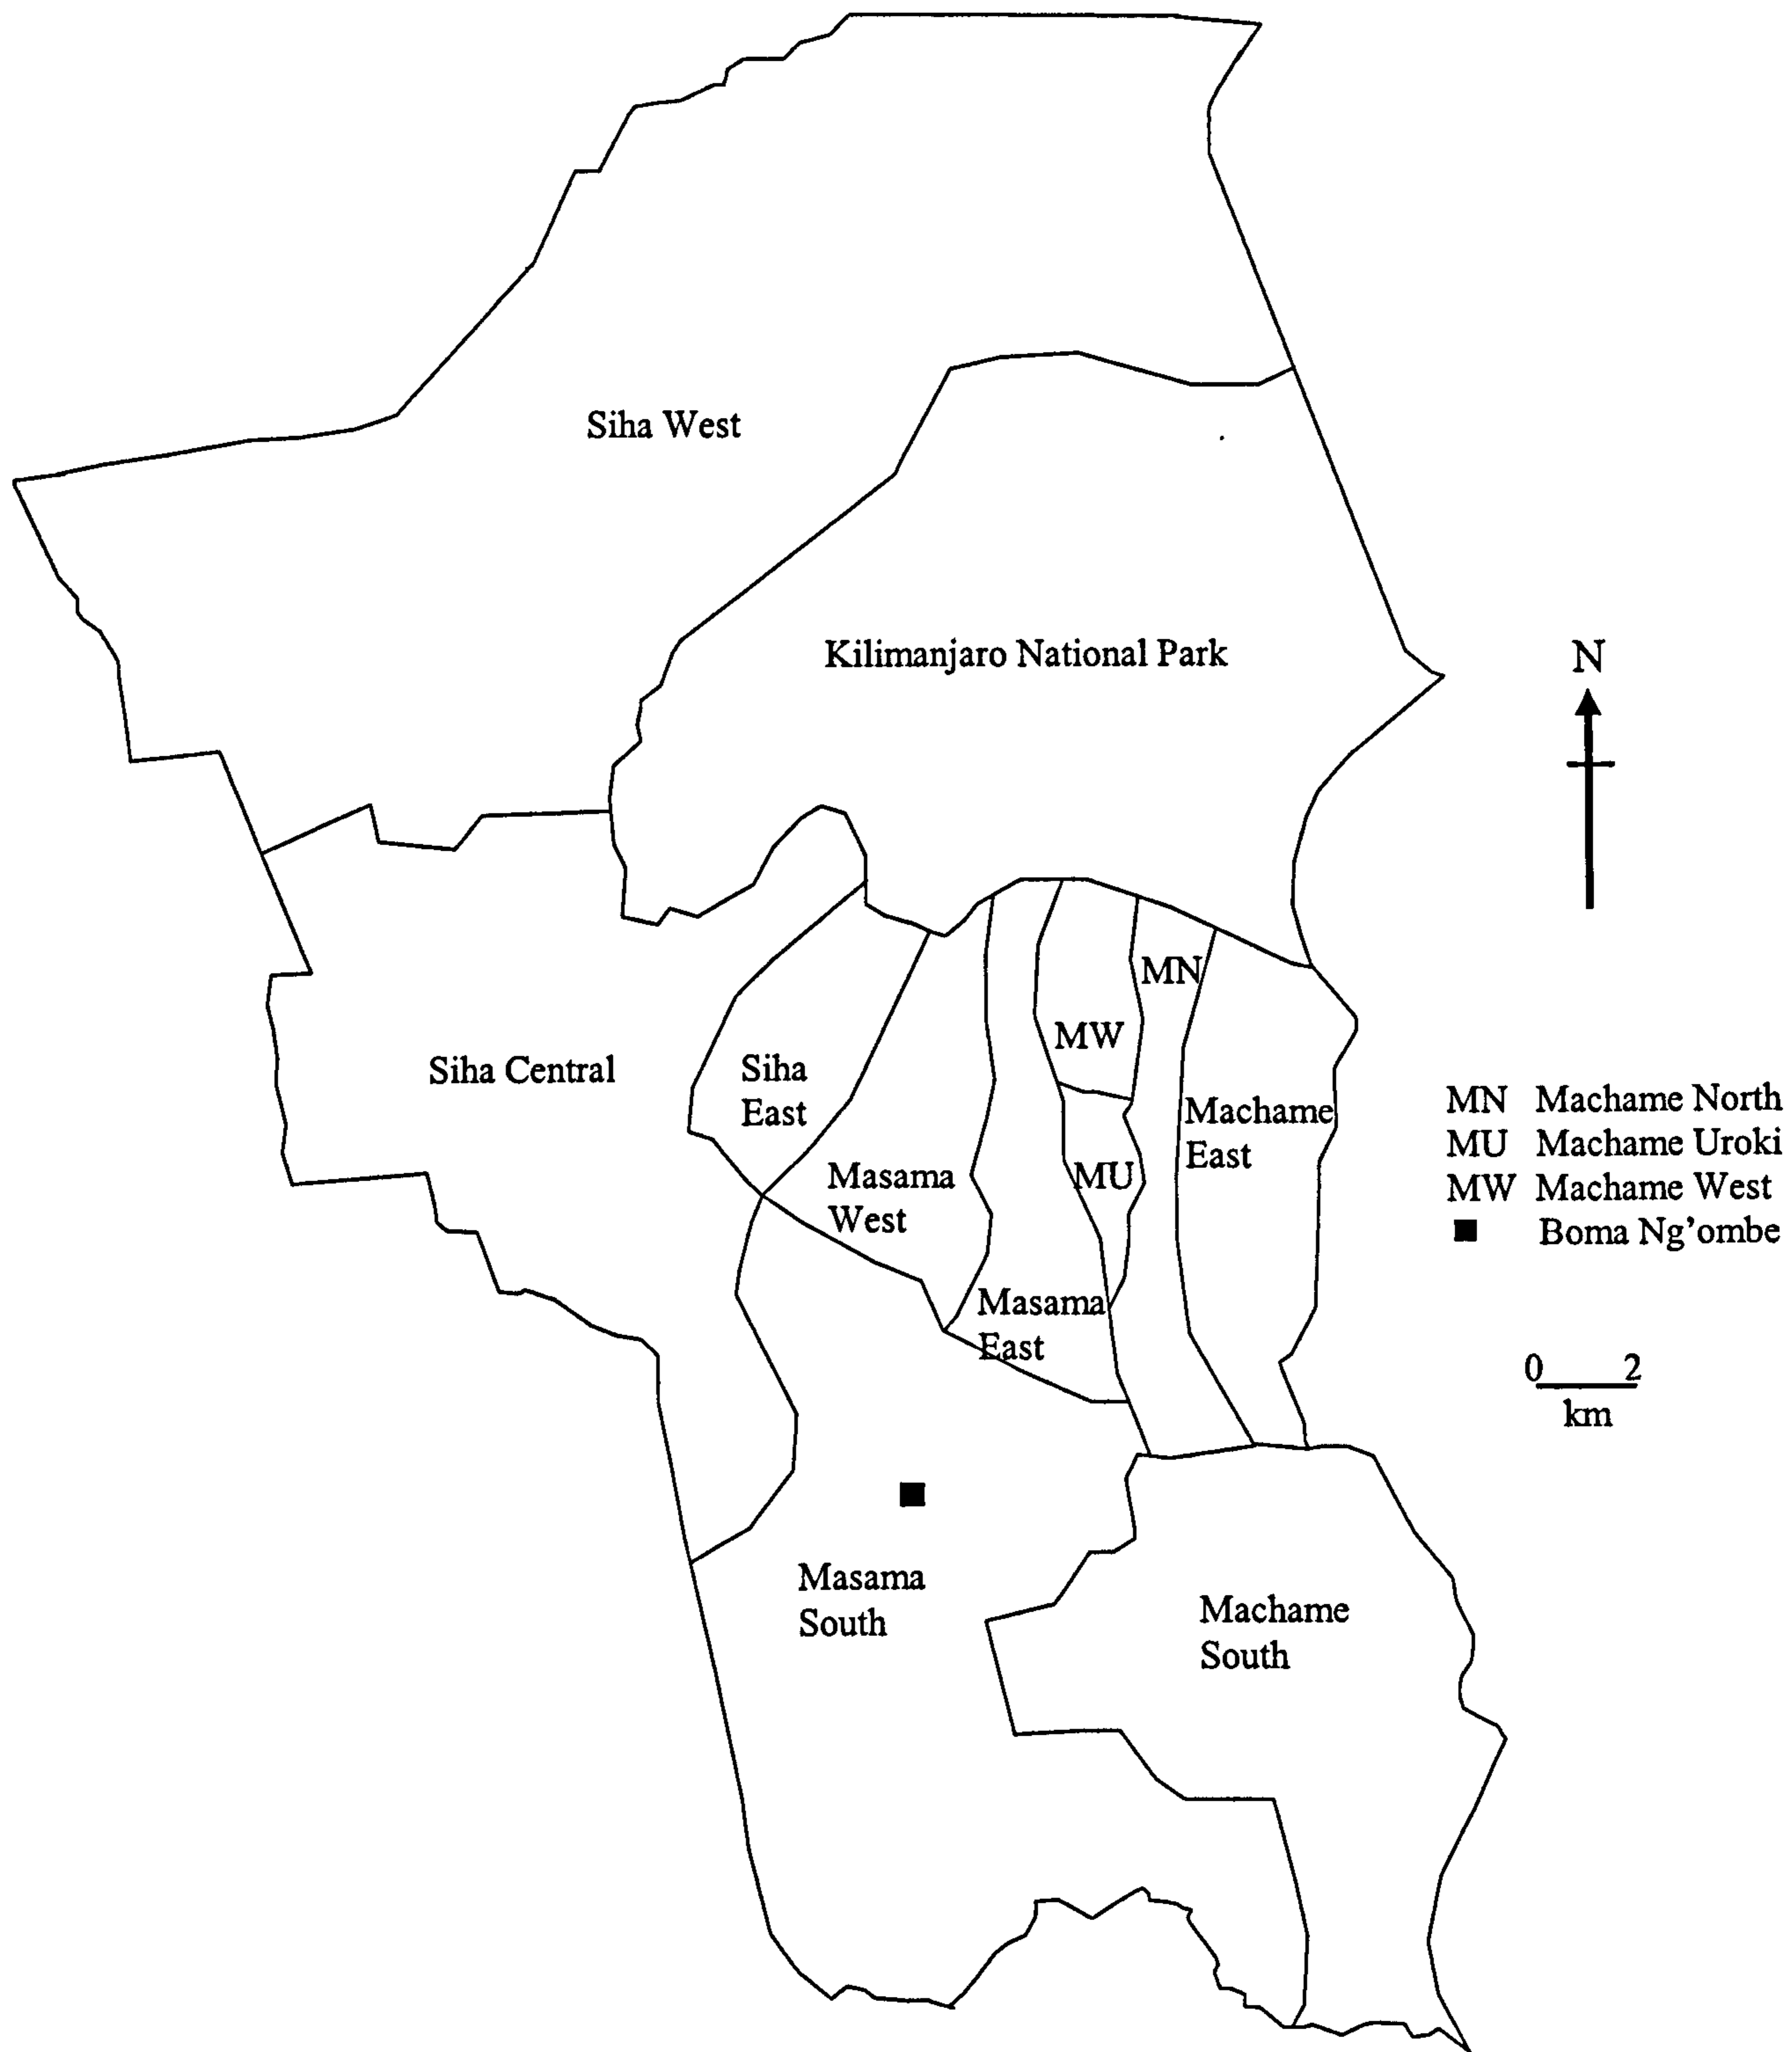 Siha West
Kilimanjaro National Park
N
MN
MW
Siha Central
Siha
East
Machame
East
MN Machame North
MU Machame Uroki
MW Machame West
Boma Ng’ombe
MU
Masama
West
Masama
East
0 2
km
Masama
South
Machame
South